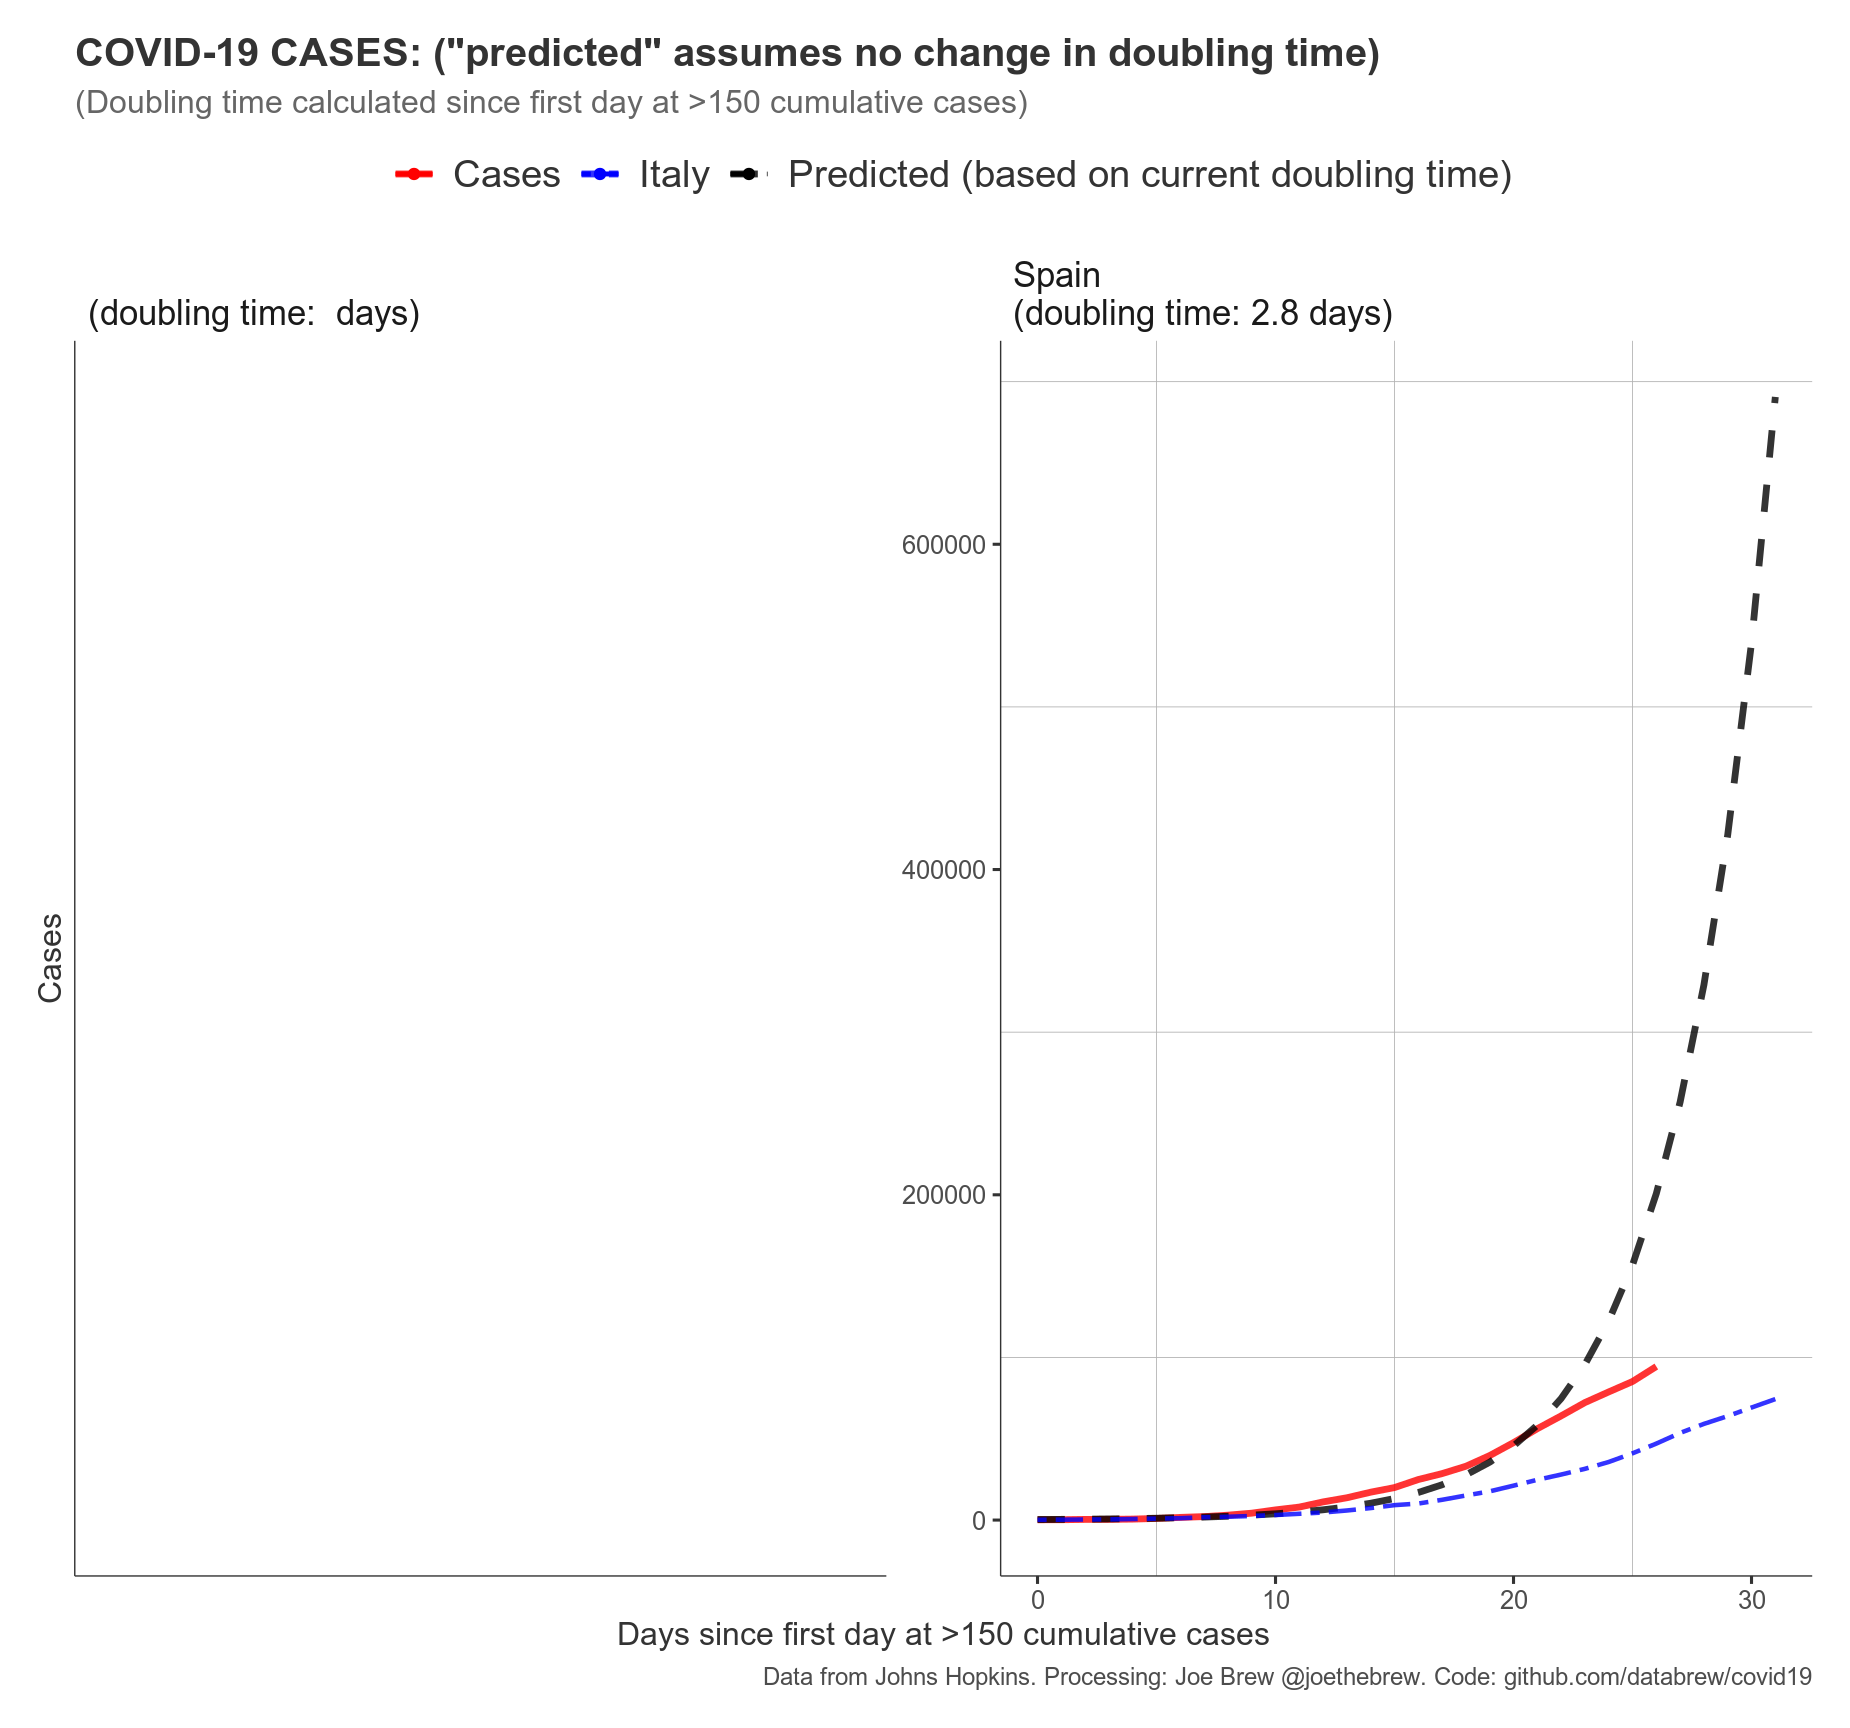 COVID-19 CASES: ("predicted" assumes no change in doubling time)
(Doubling time calculated since first day at >150 cumulative cases)
Cases Italy Predicted (based on current doubling time)
(doubling time:  days)
Spain
(doubling time: 2.8 days)
Cases
600000
400000
200000
0
0 10 20 30
Days since first day at >150 cumulative cases
Data from Johns Hopkins. Processing: Joe Brew @joethebrew. Code: github.com/databrew/covid19